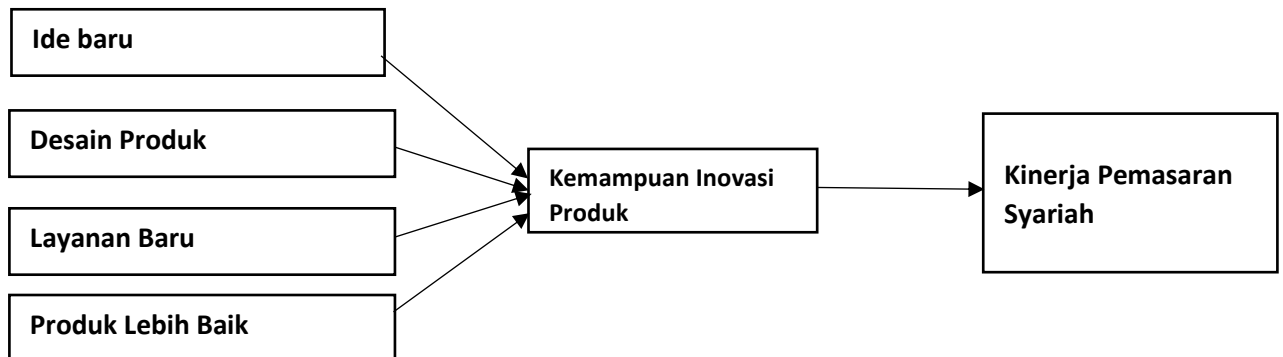 Ide baru
Desain Produk
Layanan Baru
Produk Lebih Baik
Kemampuan Inovasi
Produk
Kinerja Pemasaran
Syariah